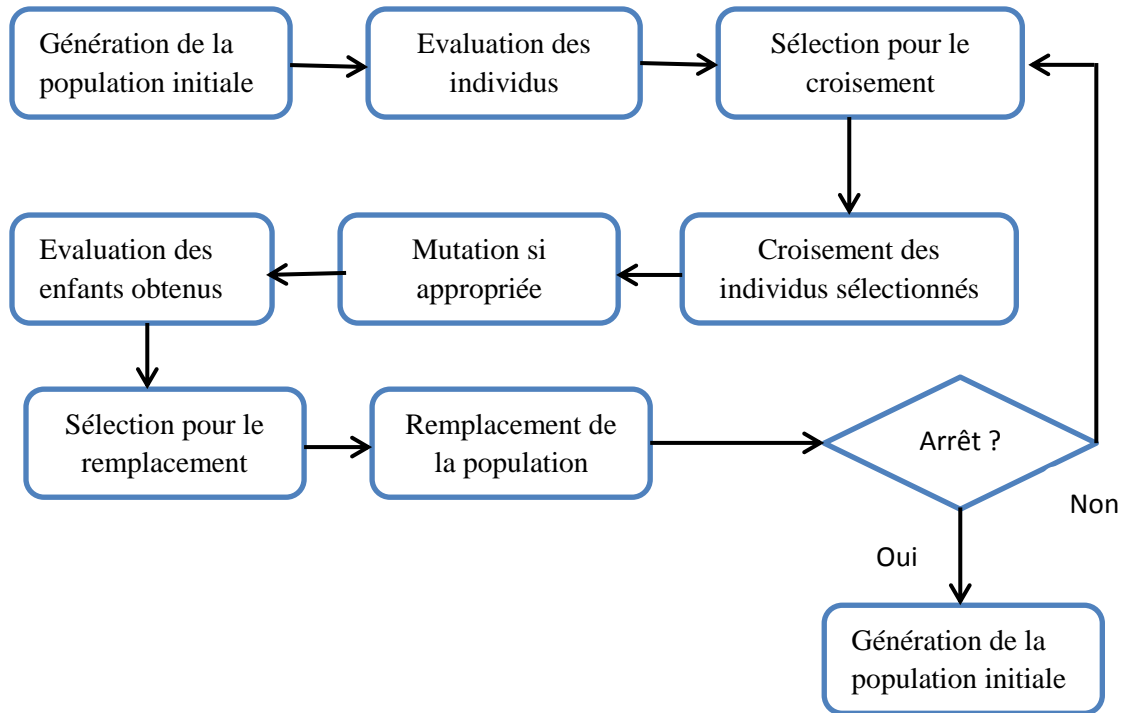 Génération de la
population initiale
Evaluation des
individus
Sélection pour le
croisement
Croisement des
individus sélectionnés
Mutation si
appropriée
Evaluation des
enfants obtenus
Sélection pour le
remplacement
Remplacement de
la population
Arrêt ?
Non
Oui
Génération de la
population initiale